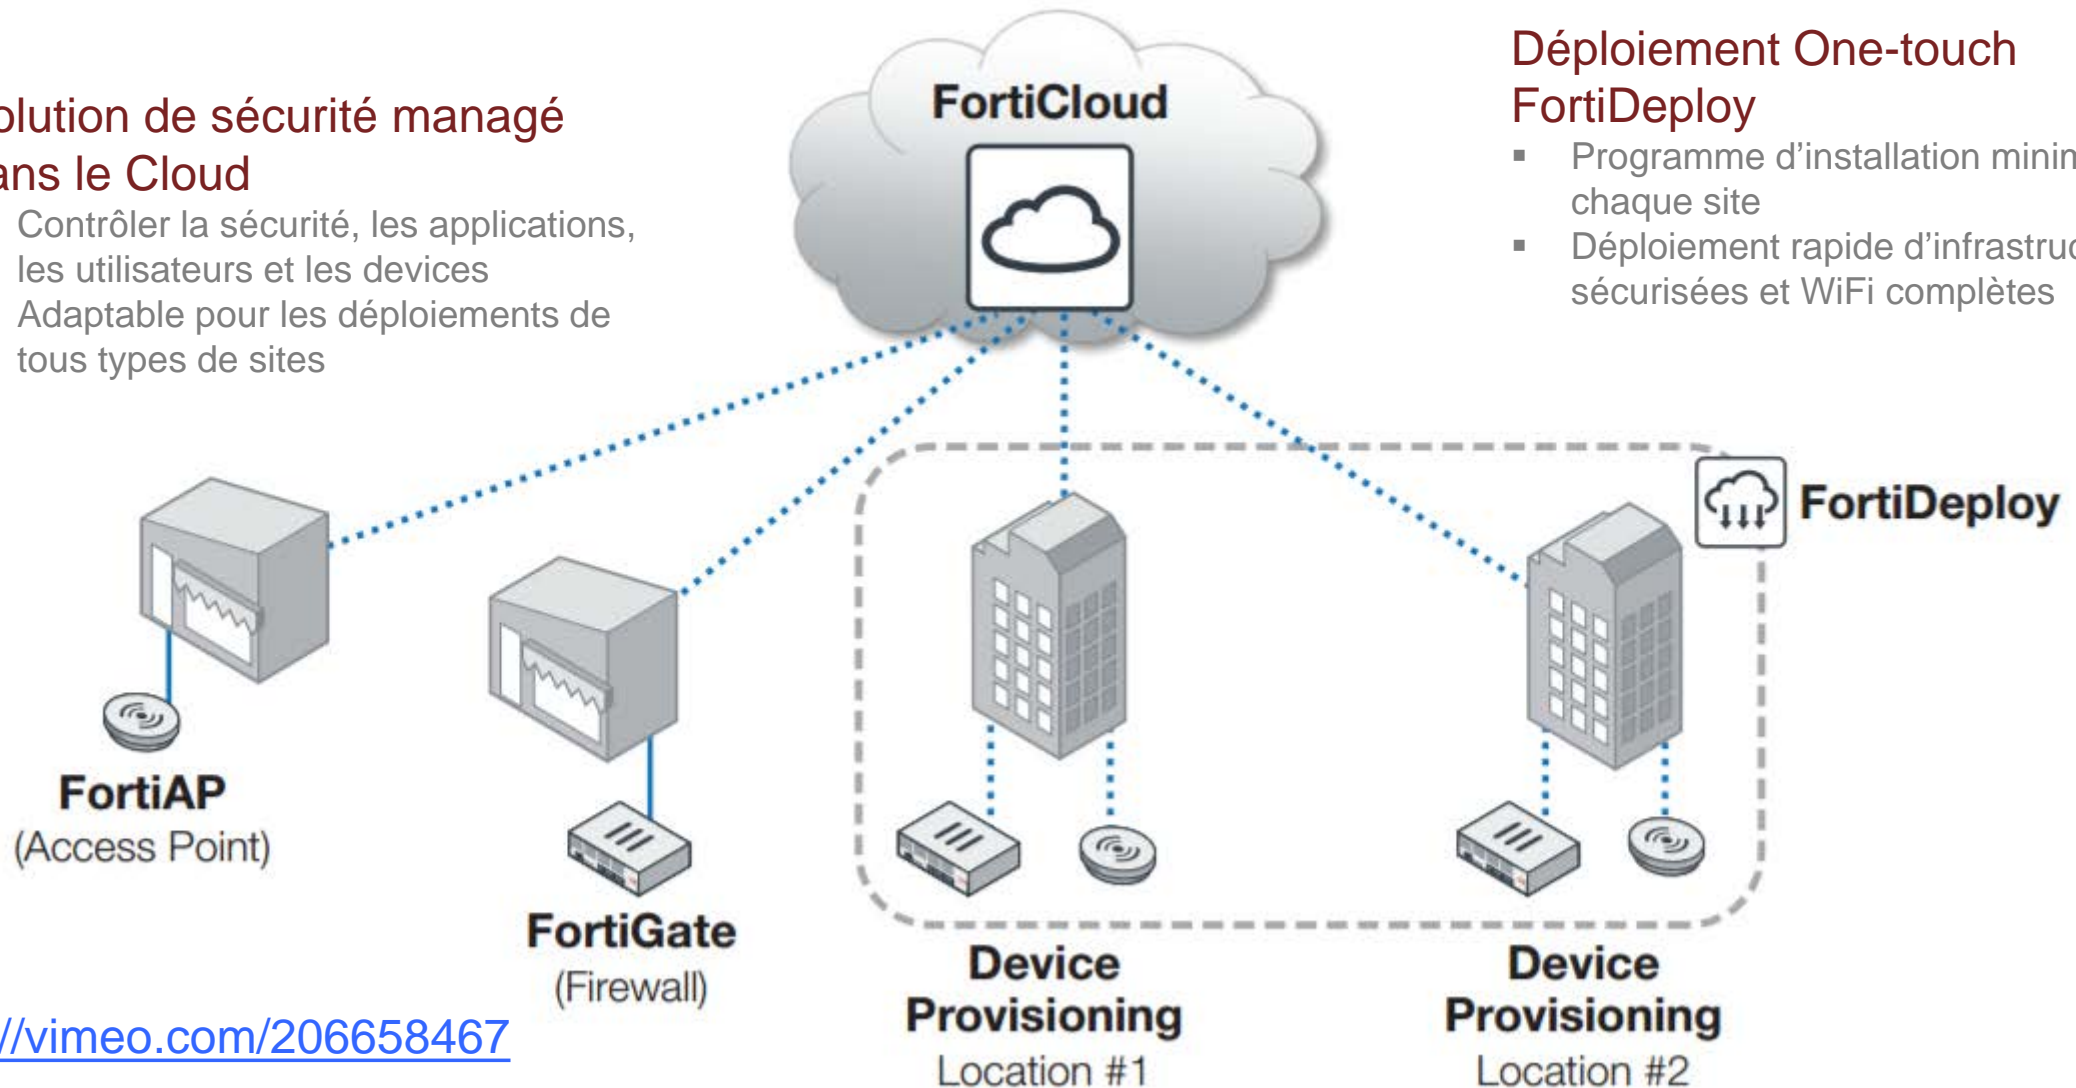 olution de sécurité managé
ans le Cloud
Contrôler la sécurité, les applications,
les utilisateurs et les devices
Adaptable pour les déploiements de
tous types de sites
FortiCloud
Déploiement One-touch
FortiDeploy
▪ Programme d’installation minim
chaque site
▪ Déploiement rapide d’infrastruc
sécurisées et WiFi complètes
FortiDeploy
FortiAP
(Access Point)
FortiGate
(Firewall)
Device
Provisioning
Location #1
Device
Provisioning
Location #2
//vimeo.com/206658467